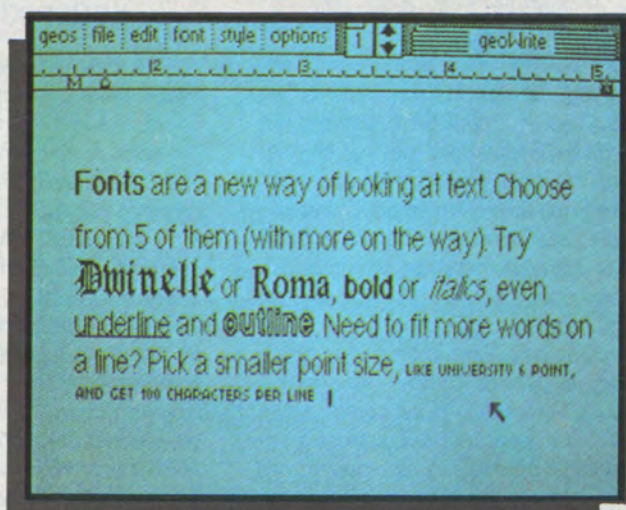 geos file edit font style options 1 geoWrite
2 3 4 5
M
Fonts are a new way of looking at text. Choose
from 5 of them (with more on the way). Try
Dwinelle or Roma, bold or italics, even
underline and outline. Need to fit more words on
a line? Pick a smaller point size, LIKE UNIVERSITY 6 POINT,
AND GET 100 CHARACTERS PER LINE